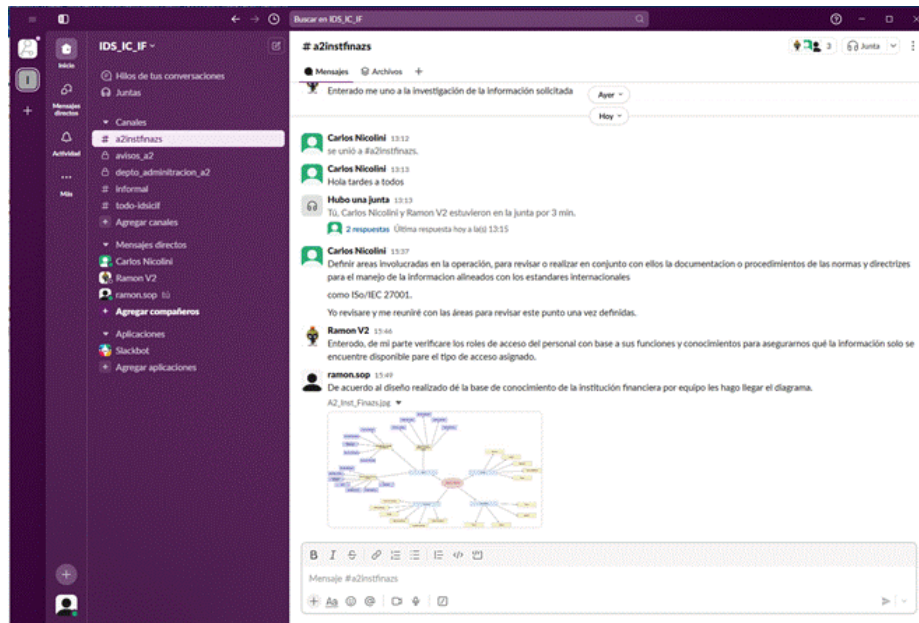 Buscar en IDS_IC_IF
IDS_IC_IF
Inicio
Mensajes directos
Actividad
Más
Hilos de tus conversaciones
Juntas
Canales
# a2instfinazs
avisos_a2
depto_adminitracion_a2
# informal
# todo-idsicif
+ Agregar canales
Mensajes directos
Carlos Nicolini
Ramon V2
ramon.sop tú
+ Agregar compañeros
Aplicaciones
Slackbot
+ Agregar aplicaciones
# a2instfinazs
3
Junta
Mensajes
Archivos
+
Enterado me uno a la investigación de la información solicitada
Ayer
Hoy
Carlos Nicolini 13:12
se unió a #a2instfinazs.
Carlos Nicolini 13:13
Hola tardes a todos
Hubo una junta 13:13
Tú, Carlos Nicolini y Ramon V2 estuvieron en la junta por 3 min.
2 respuestas Última respuesta hoy a la(s) 13:15
Carlos Nicolini 15:37
Definir areas involucradas en la operación, para revisar o realizar en conjunto con ellos la documentacion o procedimientos de las normas y directrizes
para el manejo de la informacion alineados con los estandares internacionales
como ISo/IEC 27001.
Yo revisare y me reuniré con las áreas para revisar este punto una vez definidas.
Ramon V2 15:46
Enterodo, de mi parte verificare los roles de acceso del personal con base a sus funciones y conocimientos para asegurarnos qué la información solo se
encuentre disponible pare el tipo de acceso asignado.
ramon.sop 15:49
De acuerdo al diseño realizado dé la base de conocimiento de la institución financiera por equipo les hago llegar el diagrama.
A2_Inst_Finazs.jpg
B I S
Mensaje #a2instfinazs
+ Aa @